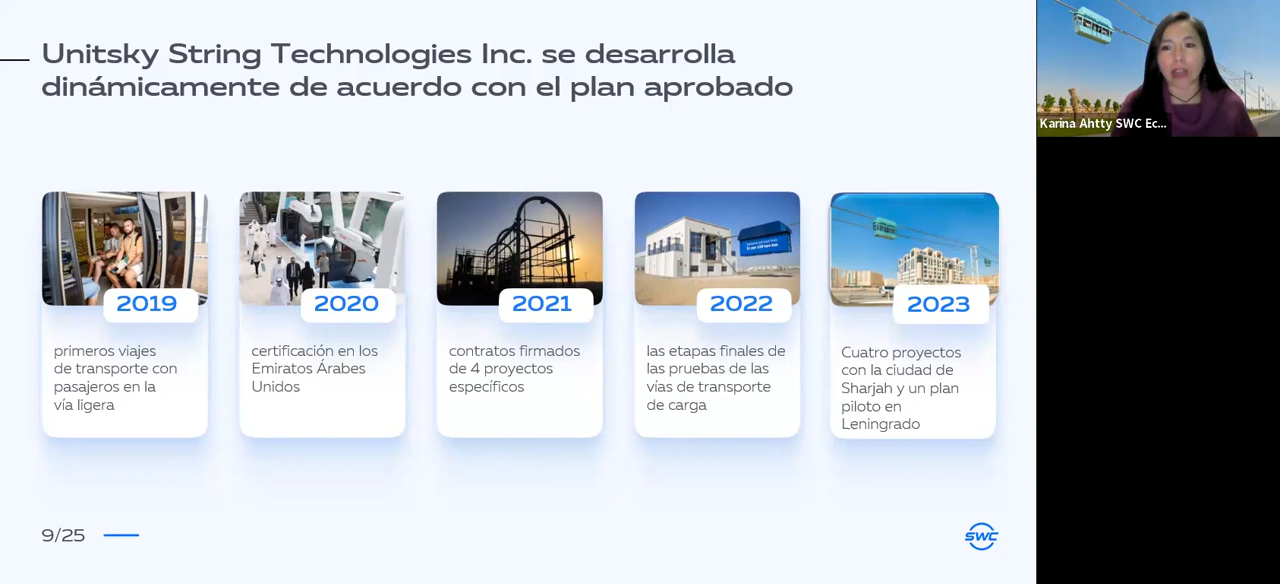 Unitsky String Technologies Inc. se desarrolla
dinámicamente de acuerdo con el plan aprobado
Karina Ahtty SWC Ec...
2019
primeros viajes
de transporte con
pasajeros en la
vía ligera
2020
certificación en los
Emiratos Árabes
Unidos
2021
contratos firmados
de 4 proyectos
específicos
2022
las etapas finales de
las pruebas de las
vías de transporte
de carga
2023
Cuatro proyectos
con la ciudad de
Sharjah y un plan
piloto en
Leningrado
9/25
SWC